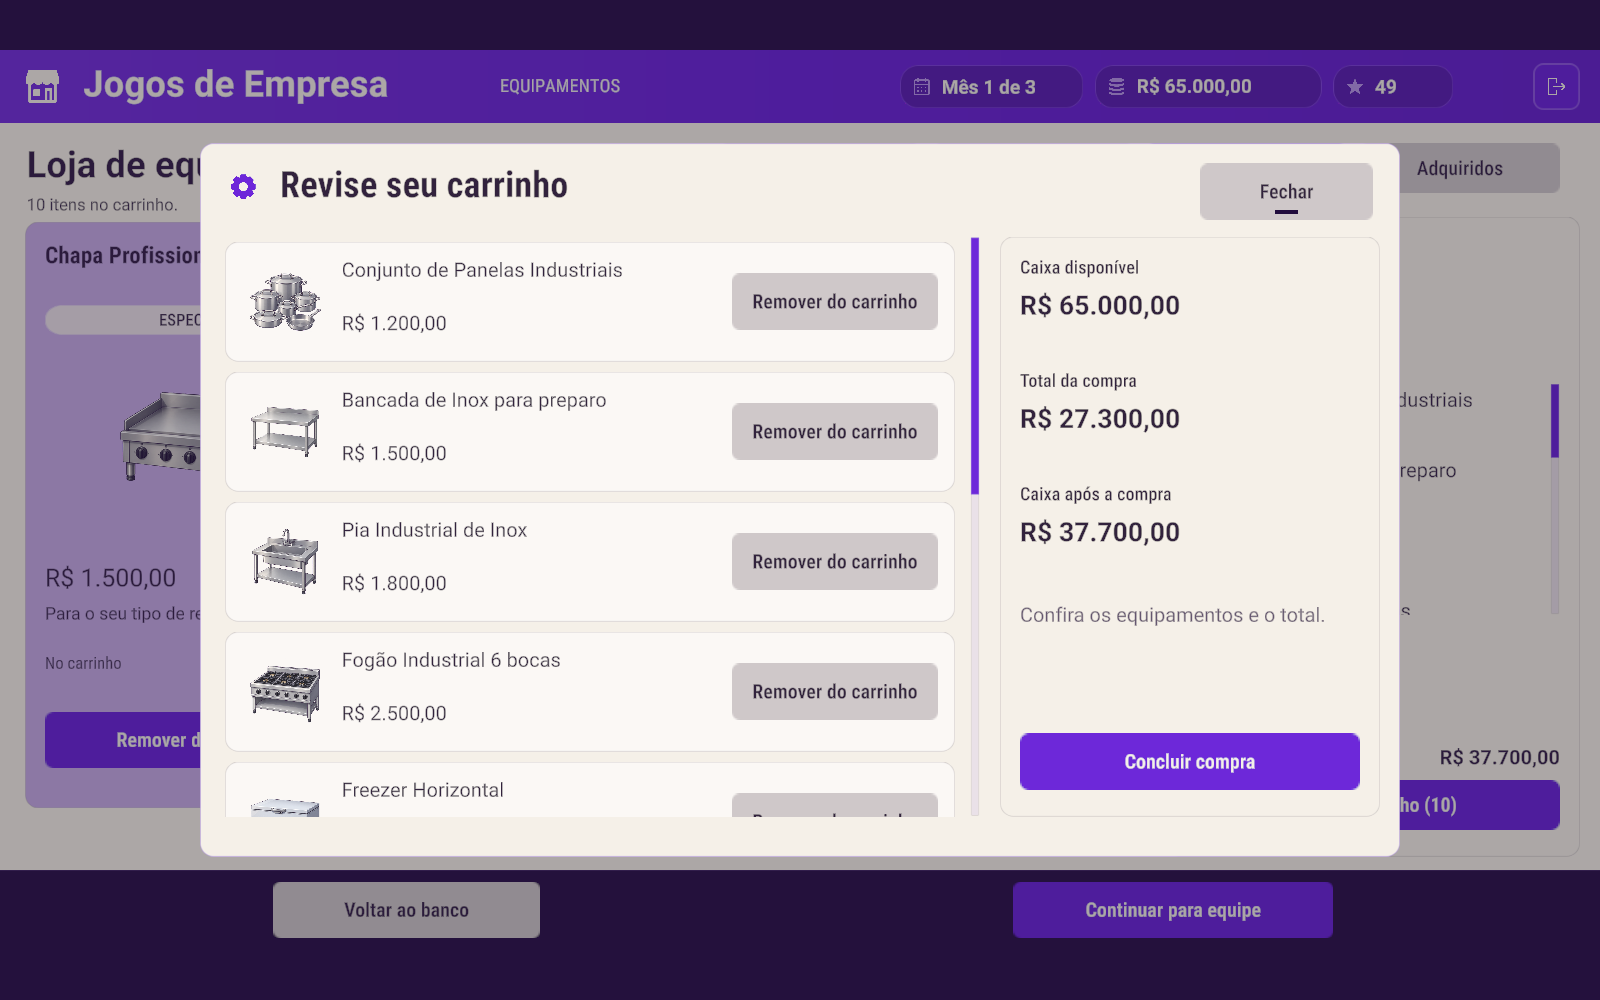 Jogos de Empresa
EQUIPAMENTOS
Mês 1 de 3
R$ 65.000,00
49
Loja de equ
10 itens no carrinho.
Adquiridos
Chapa Profission
ESPEC
R$ 1.500,00
Para o seu tipo de re
No carrinho
Remover d
Revise seu carrinho
Fechar
Conjunto de Panelas Industriais
R$ 1.200,00
Remover do carrinho
Bancada de Inox para preparo
R$ 1.500,00
Remover do carrinho
Pia Industrial de Inox
R$ 1.800,00
Remover do carrinho
Fogão Industrial 6 bocas
R$ 2.500,00
Remover do carrinho
Freezer Horizontal
Caixa disponível
R$ 65.000,00
Total da compra
R$ 27.300,00
Caixa após a compra
R$ 37.700,00
Confira os equipamentos e o total.
Concluir compra
dustriais
reparo
s
R$ 37.700,00
ho (10)
Voltar ao banco
Continuar para equipe